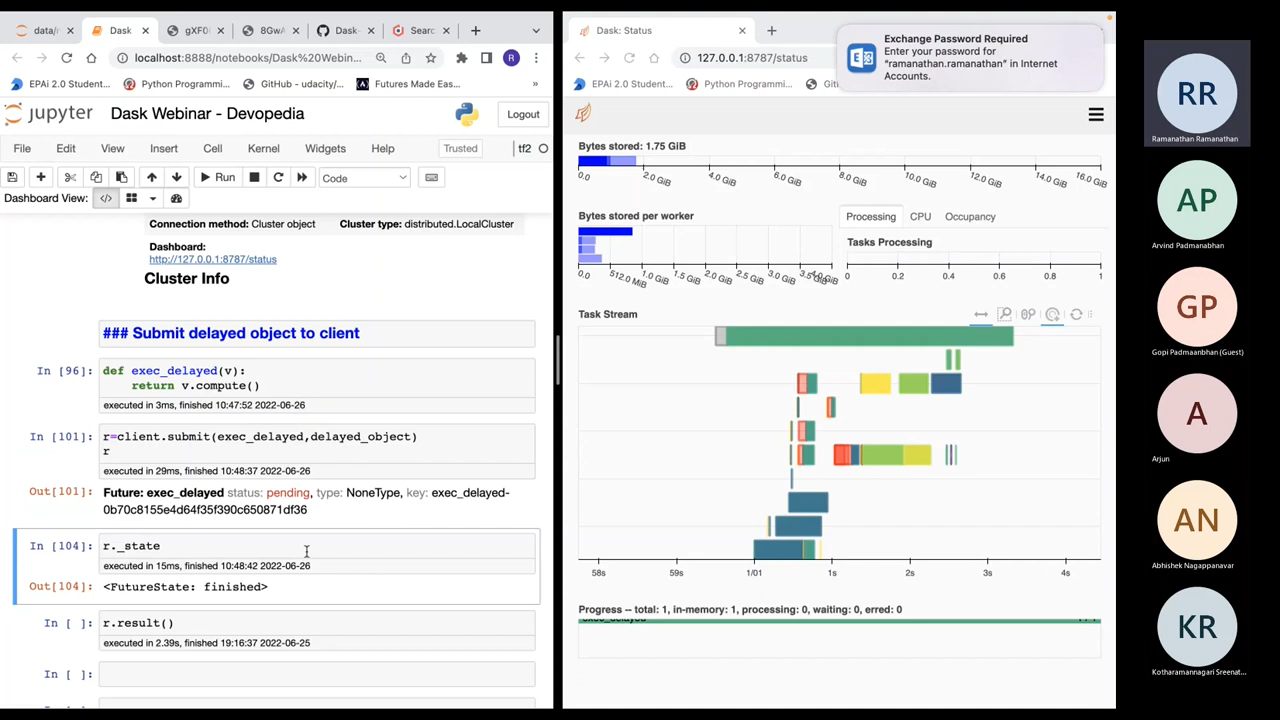 data/r
Dask
gXF0l
8GwA
Dask-
Searc
localhost:8888/notebooks/Dask%20Webin...
R
EPAi 2.0 Student...
Python Programmi...
GitHub - udacity/...
Futures Made Eas...
»
jupyter
Dask Webinar - Devopedia
Logout
File Edit View Insert Cell Kernel Widgets Help
Trusted
tf2
Run
Code
Dashboard View:
Connection method: Cluster object
Cluster type: distributed.LocalCluster
Dashboard:
http://127.0.0.1:8787/status
Cluster Info
### Submit delayed object to client
In [96]:
def exec_delayed(v):
return v.compute()
executed in 3ms, finished 10:47:52 2022-06-26
In [101]:
r=client.submit(exec_delayed,delayed_object)
r
executed in 29ms, finished 10:48:37 2022-06-26
Out[101]:
Future: exec_delayed status: pending, type: NoneType, key: exec_delayed-
0b70c8155e4d64f35f390c650871df36
In [104]:
r._state
executed in 15ms, finished 10:48:42 2022-06-26
Out[104]:
<FutureState: finished>
In [ ]:
r.result()
executed in 2.39s, finished 19:16:37 2022-06-25
In [ ]:
Dask: Status
127.0.0.1:8787/status
EPAi 2.0 Student...
Python Programmi...
GitHub - udacity/...
Exchange Password Required
Enter your password for
“ramanathan.ramanathan” in Internet
Accounts.
Bytes stored: 1.75 GiB
0.0 2.0 GiB 4.0 GiB 6.0 GiB 8.0 GiB 10.0 GiB 12.0 GiB 14.0 GiB 16.0 GiB
Bytes stored per worker
0.0 512.0 MiB 1.0 GiB 1.5 GiB 2.0 GiB 2.5 GiB 3.0 GiB 3.5 GiB 4.0 GiB
Processing
CPU
Occupancy
Tasks Processing
0 0.2 0.4 0.6 0.8 1
Task Stream
58s 59s 1/01 1s 2s 3s 4s
Progress -- total: 1, in-memory: 1, processing: 0, waiting: 0, erred: 0
exec_delayed
RR
Ramanathan Ramanathan
AP
Arvind Padmanabhan
GP
Gopi Padmaanbhan (Guest)
A
Arjun
AN
Abhishek Nagappanavar
KR
Kotharamannagari Sreenat...